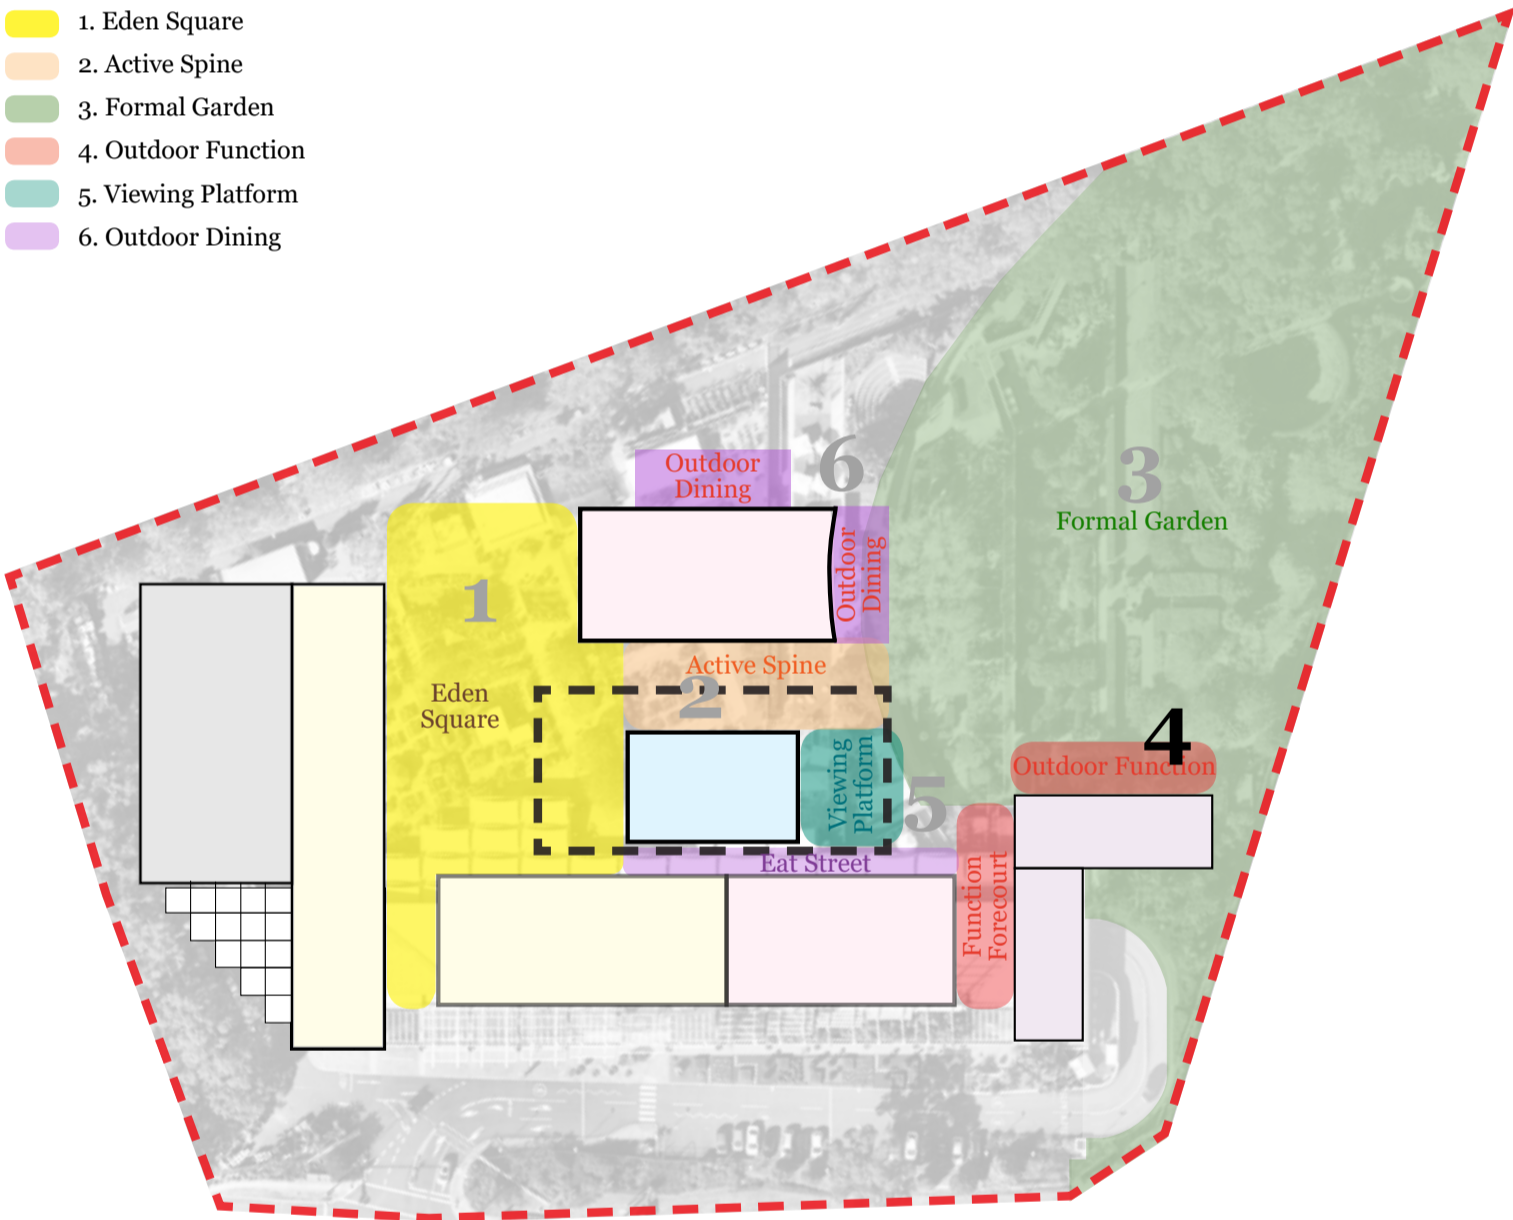 1. Eden Square
2. Active Spine
3. Formal Garden
4. Outdoor Function
5. Viewing Platform
6. Outdoor Dining
Outdoor
Dining
6
3
Formal Garden
Outdoor
Dining
1
Active Spine
2
Eden
Square
4
Outdoor Function
Viewing
Platform
5
Eat Street
Function
Forecourt